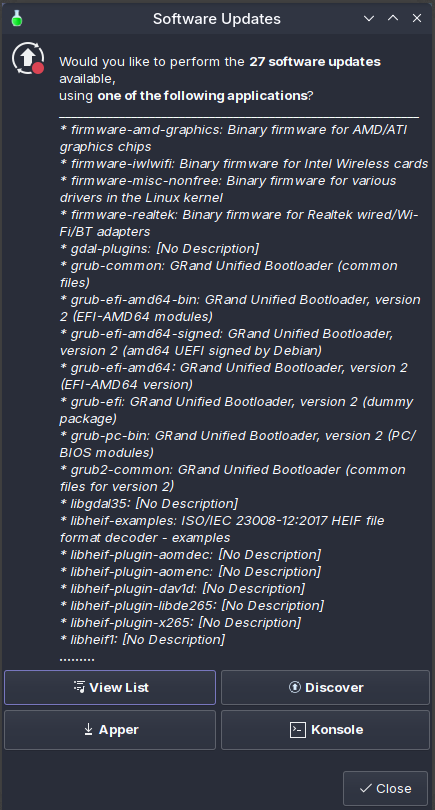 Software Updates
Would you like to perform the 27 software updates
available,
using one of the following applications?
* firmware-amd-graphics: Binary firmware for AMD/ATI
graphics chips
* firmware-iwlwifi: Binary firmware for Intel Wireless cards
* firmware-misc-nonfree: Binary firmware for various
drivers in the Linux kernel
* firmware-realtek: Binary firmware for Realtek wired/Wi-
Fi/BT adapters
* gdal-plugins: [No Description]
* grub-common: GRand Unified Bootloader (common
files)
* grub-efi-amd64-bin: GRand Unified Bootloader, version
2 (EFI-AMD64 modules)
* grub-efi-amd64-signed: GRand Unified Bootloader,
version 2 (amd64 UEFI signed by Debian)
* grub-efi-amd64: GRand Unified Bootloader, version 2
(EFI-AMD64 version)
* grub-efi: GRand Unified Bootloader, version 2 (dummy
package)
* grub-pc-bin: GRand Unified Bootloader, version 2 (PC/
BIOS modules)
* grub2-common: GRand Unified Bootloader (common
files for version 2)
* libgdal35: [No Description]
* libheif-examples: ISO/IEC 23008-12:2017 HEIF file
format decoder - examples
* libheif-plugin-aomdec: [No Description]
* libheif-plugin-aomenc: [No Description]
* libheif-plugin-dav1d: [No Description]
* libheif-plugin-libde265: [No Description]
* libheif-plugin-x265: [No Description]
* libheif1: [No Description]
.........
View List
Discover
Apper
Konsole
Close